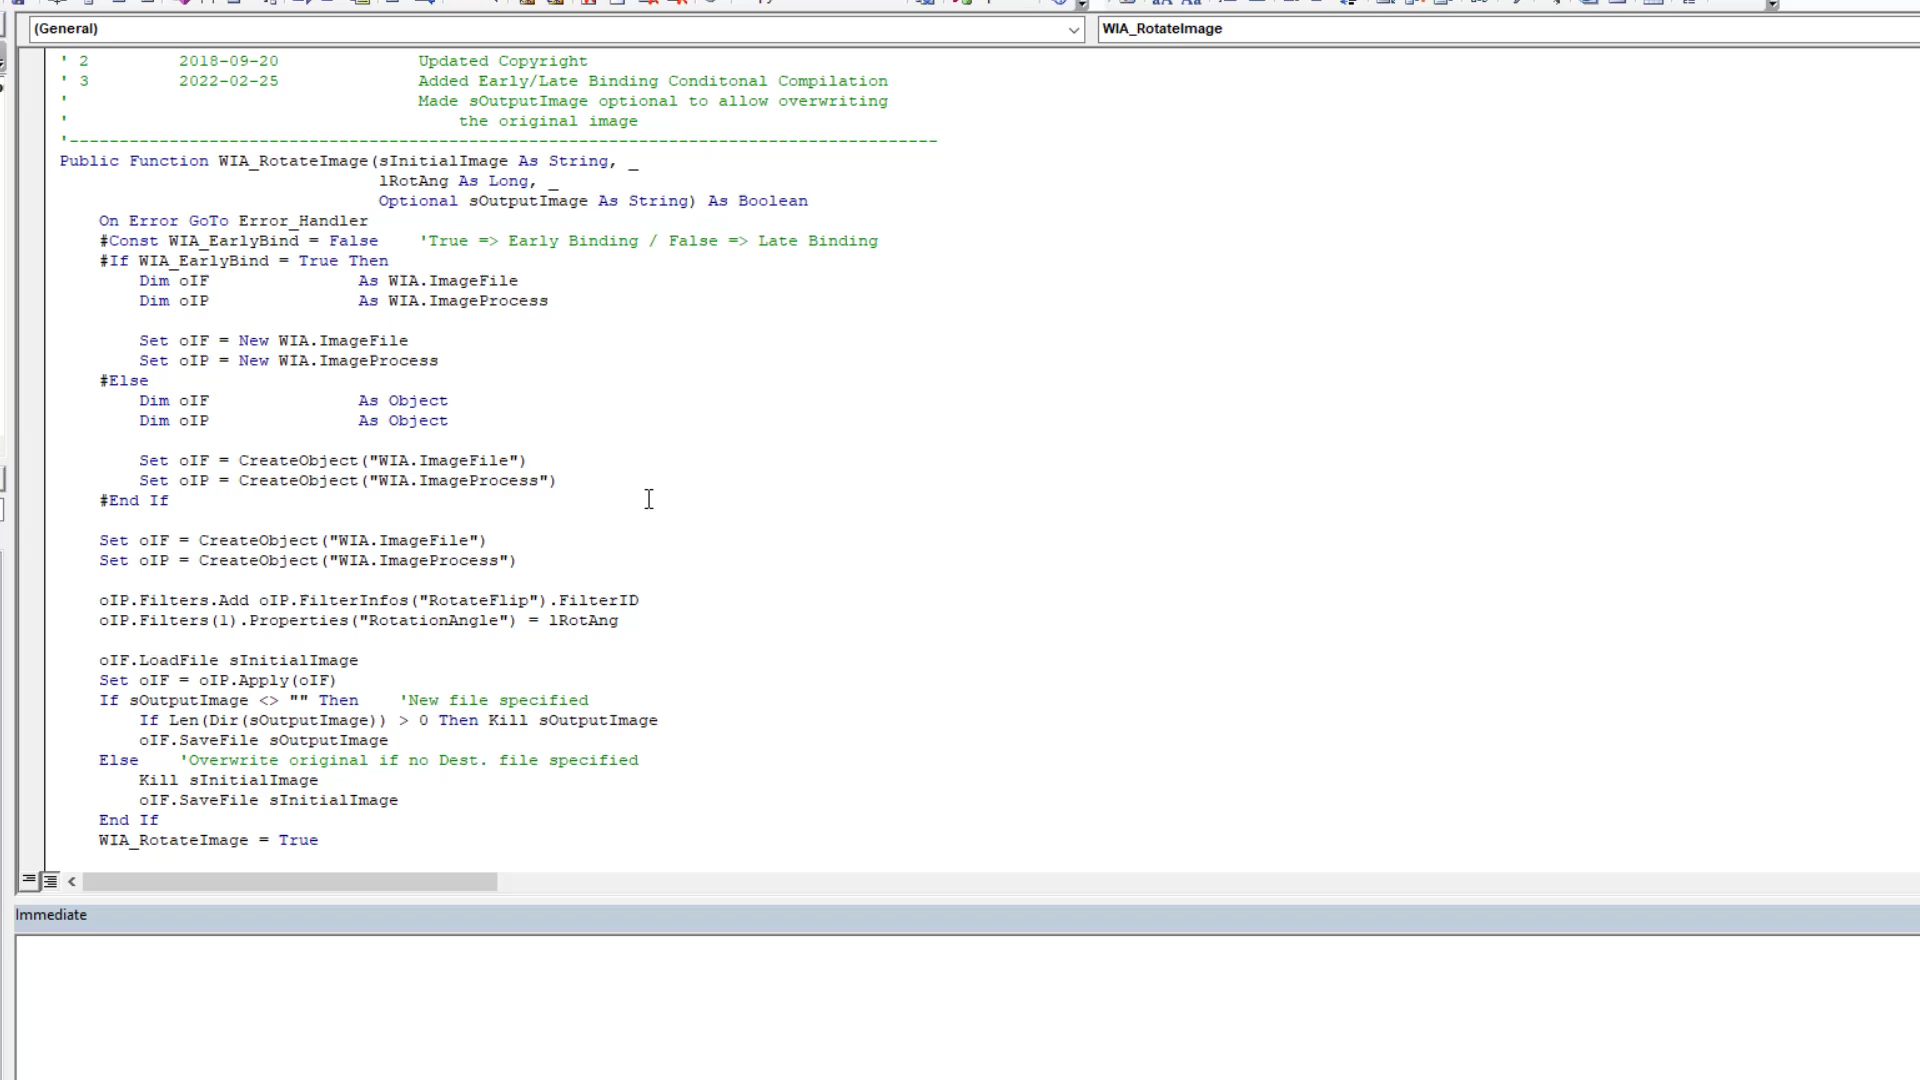 (General)
WIA_RotateImage
' 2         2018-09-20              Updated Copyright
' 3         2022-02-25              Added Early/Late Binding Conditonal Compilation
'                                   Made sOutputImage optional to allow overwriting
'                                       the original image
'---------------------------------------------------------------------------------------
Public Function WIA_RotateImage(sInitialImage As String, _
                                lRotAng As Long, _
                                Optional sOutputImage As String) As Boolean
    On Error GoTo Error_Handler
    #Const WIA_EarlyBind = False    'True => Early Binding / False => Late Binding
    #If WIA_EarlyBind = True Then
        Dim oIF               As WIA.ImageFile
        Dim oIP               As WIA.ImageProcess

        Set oIF = New WIA.ImageFile
        Set oIP = New WIA.ImageProcess
    #Else
        Dim oIF               As Object
        Dim oIP               As Object

        Set oIF = CreateObject("WIA.ImageFile")
        Set oIP = CreateObject("WIA.ImageProcess")
    #End If

    Set oIF = CreateObject("WIA.ImageFile")
    Set oIP = CreateObject("WIA.ImageProcess")

    oIP.Filters.Add oIP.FilterInfos("RotateFlip").FilterID
    oIP.Filters(1).Properties("RotationAngle") = lRotAng

    oIF.LoadFile sInitialImage
    Set oIF = oIP.Apply(oIF)
    If sOutputImage <> "" Then    'New file specified
        If Len(Dir(sOutputImage)) > 0 Then Kill sOutputImage
        oIF.SaveFile sOutputImage
    Else    'Overwrite original if no Dest. file specified
        Kill sInitialImage
        oIF.SaveFile sInitialImage
    End If
    WIA_RotateImage = True
Immediate